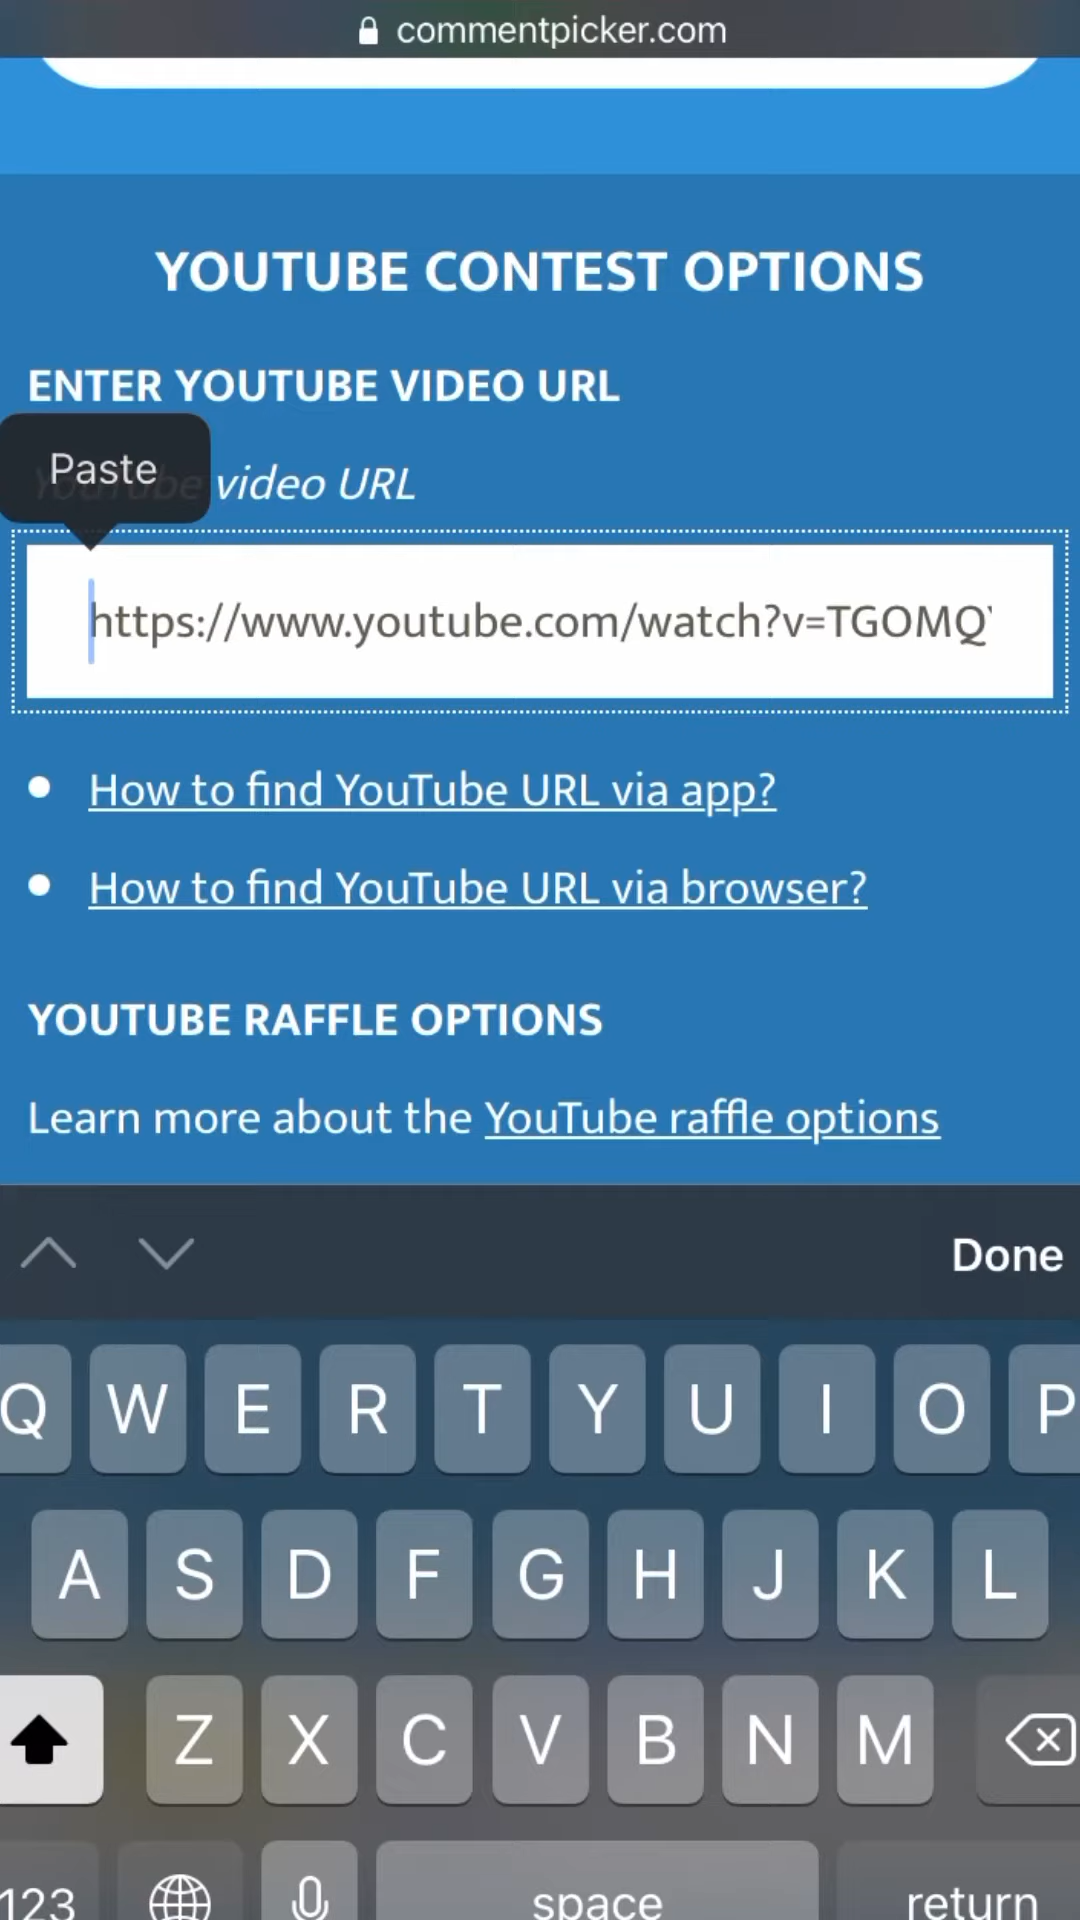 commentpicker.com
YOUTUBE CONTEST OPTIONS
ENTER YOUTUBE VIDEO URL
Paste
YouTube video URL
https://www.youtube.com/watch?v=TGOMQ
How to find YouTube URL via app?
How to find YouTube URL via browser?
YOUTUBE RAFFLE OPTIONS
Learn more about the YouTube raffle options
Done
Q W E R T Y U I O P
A S D F G H J K L
Z X C V B N M
123 space return